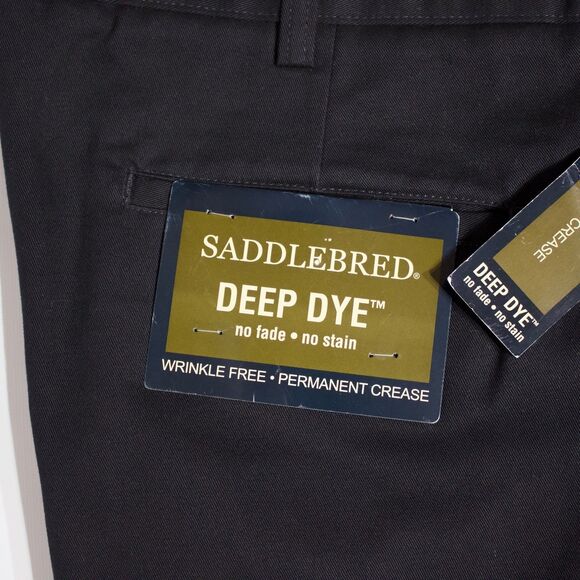 SADDLEBRED®
DEEP DYE™
no fade • no stain
WRINKLE FREE • PERMANENT CREASE
CREASE
DEEP DYE™
no fade • no stain